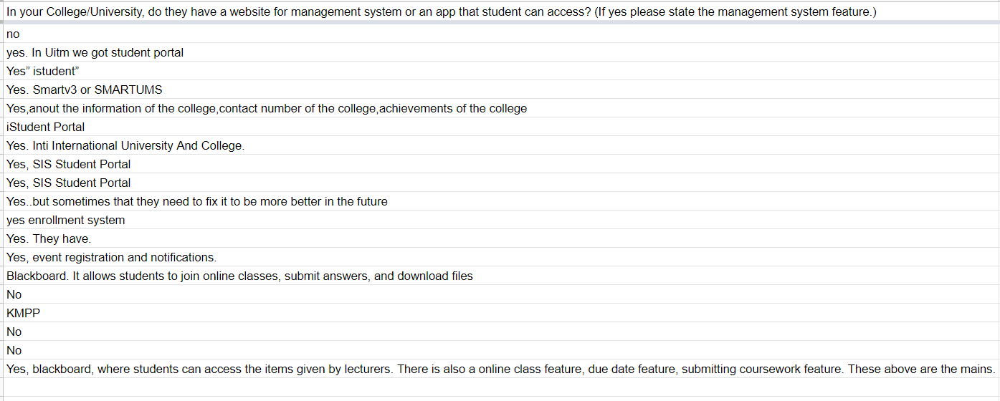 In your College/University, do they have a website for management system or an app that student can access? (If yes please state the management system feature.)
no
yes. In Uitm we got student portal
Yes” istudent”
Yes. Smartv3 or SMARTUMS
Yes,anout the information of the college,contact number of the college,achievements of the college
iStudent Portal
Yes. Inti International University And College.
Yes, SIS Student Portal
Yes, SIS Student Portal
Yes..but sometimes that they need to fix it to be more better in the future
yes enrollment system
Yes. They have.
Yes, event registration and notifications.
Blackboard. It allows students to join online classes, submit answers, and download files
No
KMPP
No
No
Yes, blackboard, where students can access the items given by lecturers. There is also a online class feature, due date feature, submitting coursework feature. These above are the mains.